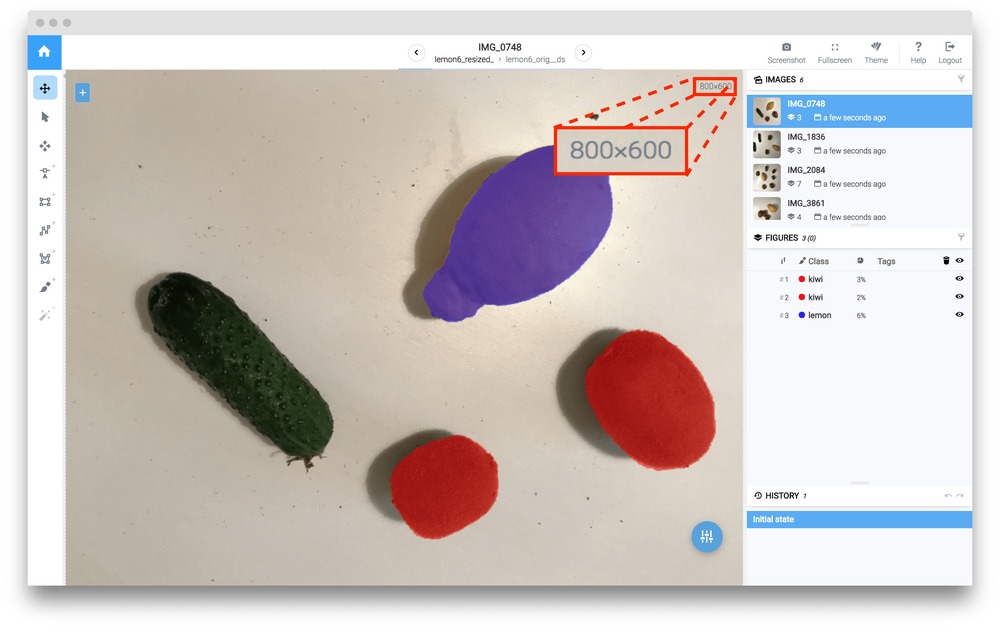 IMG_0748
lemon6_resized_ › lemon6_orig__ds
Screenshot
Fullscreen
Theme
Help
Logout
800×600
800×600
IMAGES 6
IMG_0748
3 a few seconds ago
IMG_1836
3 a few seconds ago
IMG_2084
7 a few seconds ago
IMG_3861
4 a few seconds ago
FIGURES 3 (0)
Class Tags
#1 kiwi 3%
#2 kiwi 2%
#3 lemon 6%
HISTORY 1
Initial state